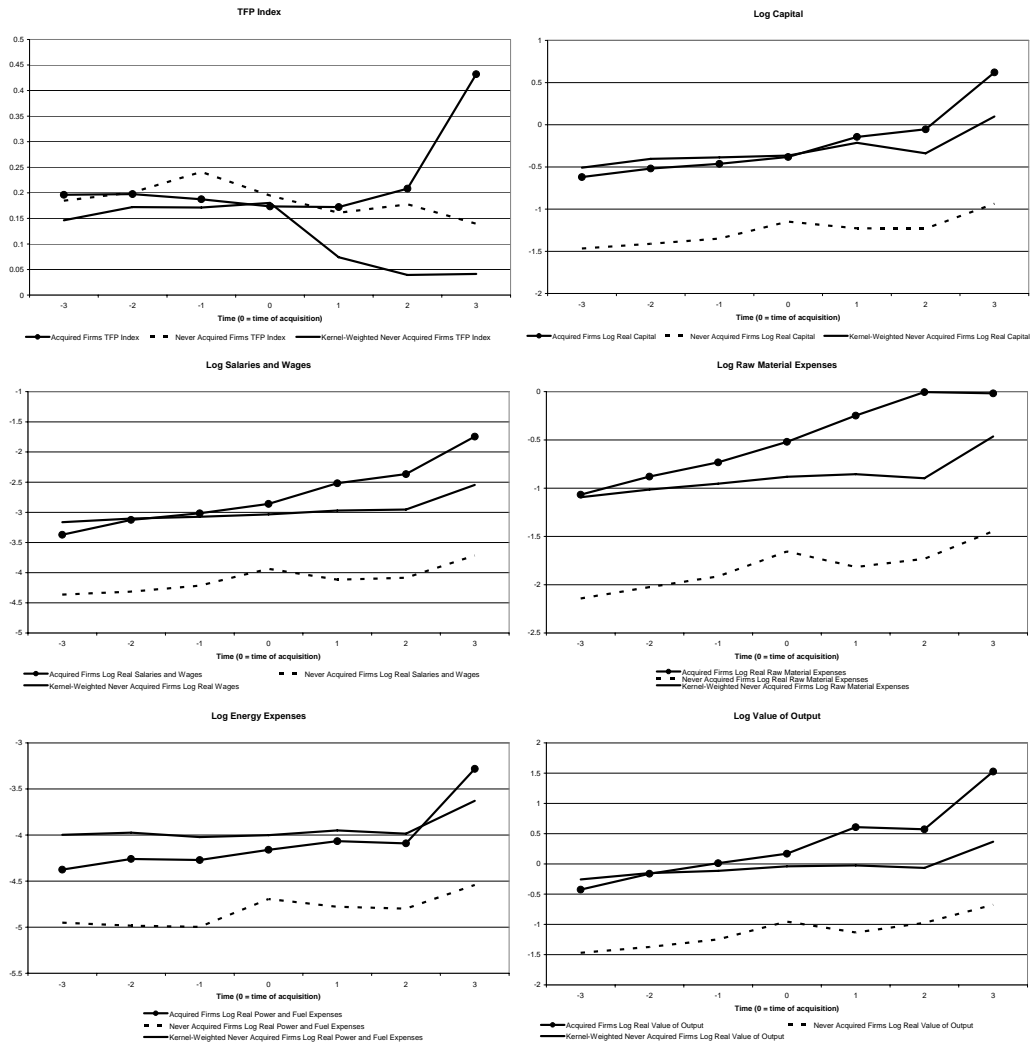 TFP Index
0.5
0.45
0.4
0.35
0.3
0.25
0.2
0.15
0.1
0.05
0
-3 -2 -1 0 1 2 3
Time (0 = time of acquisition)
Acquired Firms TFP Index Never Acquired Firms TFP Index Kernel-Weighted Never Acquired Firms TFP Index
Log Capital
1
0.5
0
-0.5
-1
-1.5
-2
-3 -2 -1 0 1 2 3
Time (0 = time of acquisition)
Acquired Firms Log Real Capital Never Acquired Firms Log Real Capital Kernel-Weighted Never Acquired Firms Log Real Capital
Log Salaries and Wages
-1
-1.5
-2
-2.5
-3
-3.5
-4
-4.5
-5
-3 -2 -1 0 1 2 3
Time (0 = time of acquisition)
Acquired Firms Log Real Salaries and Wages Never Acquired Firms Log Real Salaries and Wages
Kernel-Weighted Never Acquired Firms Log Real Wages
Log Raw Material Expenses
0
-0.5
-1
-1.5
-2
-2.5
-3 -2 -1 0 1 2 3
Time (0 = time of acquisition)
Acquired Firms Log Real Raw Material Expenses
Never Acquired Firms Log Real Raw Material Expenses
Kernel-Weighted Never Acquired Firms Log Raw Material Expenses
Log Energy Expenses
-3
-3.5
-4
-4.5
-5
-5.5
-3 -2 -1 0 1 2 3
Time (0 = time of acquisition)
Acquired Firms Log Real Power and Fuel Expenses
Never Acquired Firms Log Real Power and Fuel Expenses
Kernel-Weighted Never Acquired Firms Log Real Power and Fuel Expenses
Log Value of Output
2
1.5
1
0.5
0
-0.5
-1
-1.5
-2
-3 -2 -1 0 1 2 3
Time (0 = time of acquisition)
Acquired Firms Log Real Value of Output Never Acquired Firms Log Real Value of Output
Kernel-Weighted Never Acquired Firms Log Real Value of Output